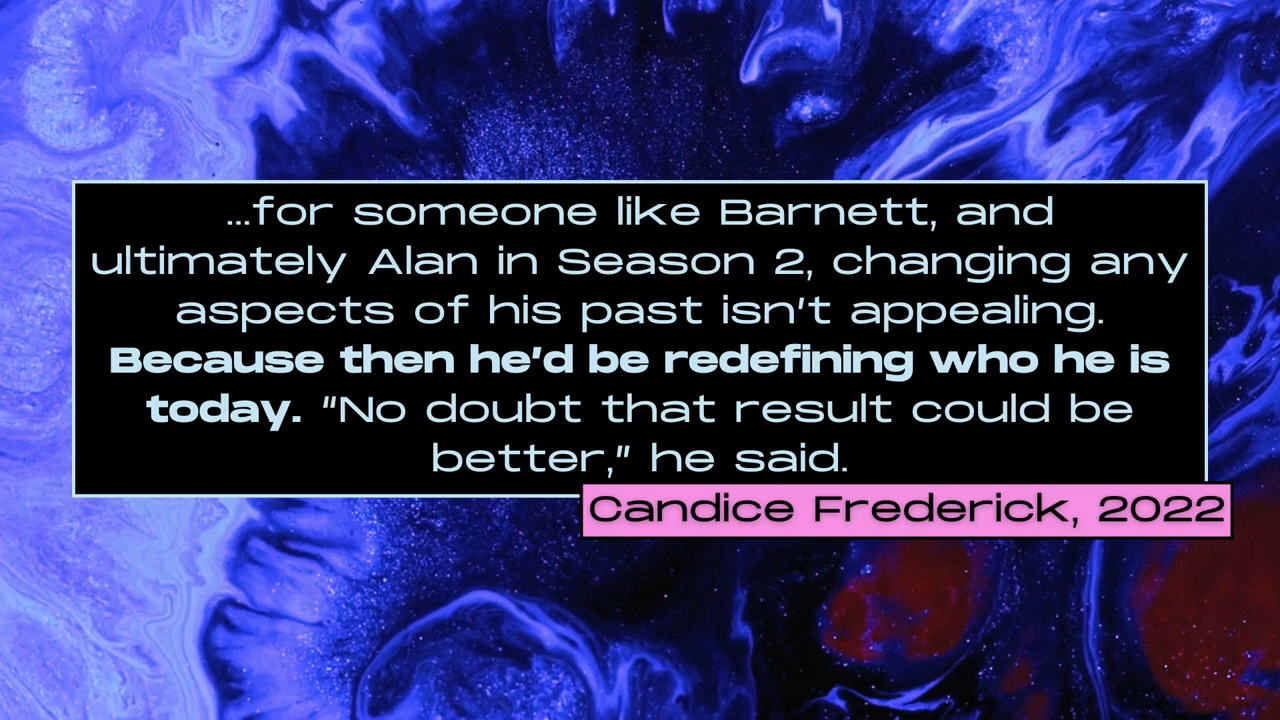 ...for someone like Barnett, and
ultimately Alan in Season 2, changing any
aspects of his past isn't appealing.
Because then he'd be redefining who he is
today. "No doubt that result could be
better," he said.
Candice Frederick, 2022